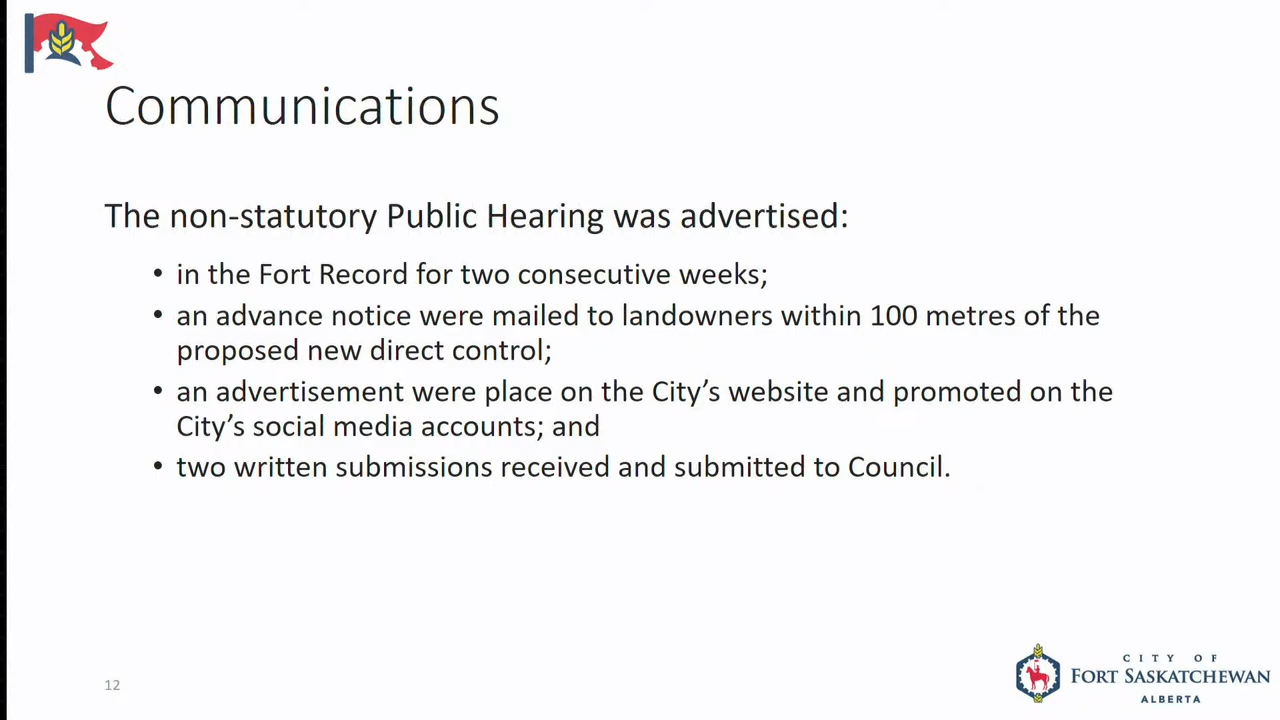 Communications
The non-statutory Public Hearing was advertised:
• in the Fort Record for two consecutive weeks;
• an advance notice were mailed to landowners within 100 metres of the
proposed new direct control;
• an advertisement were place on the City’s website and promoted on the
City’s social media accounts; and
• two written submissions received and submitted to Council.
12
CITY OF
FORT SASKATCHEWAN
ALBERTA